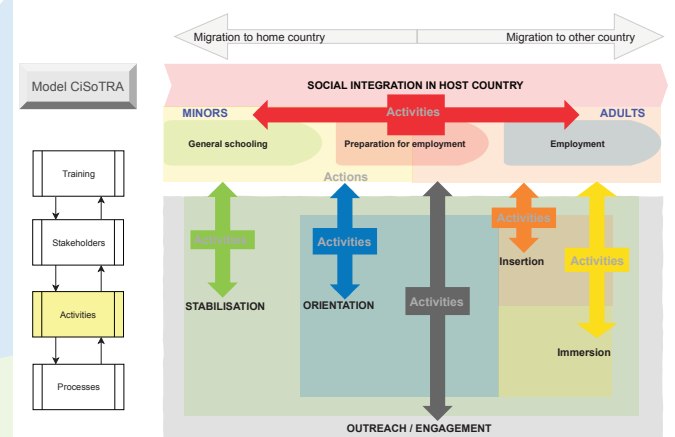 Migration to home country
Migration to other country
Model CiSoTRA
SOCIAL INTEGRATION IN HOST COUNTRY
MINORS
Activities
ADULTS
General schooling
Preparation for employment
Employment
Actions
Training
Stakeholders
Activities
Processes
Activities
Activities
Activities
Activities
Activities
Insertion
STABILISATION
ORIENTATION
Immersion
OUTREACH / ENGAGEMENT